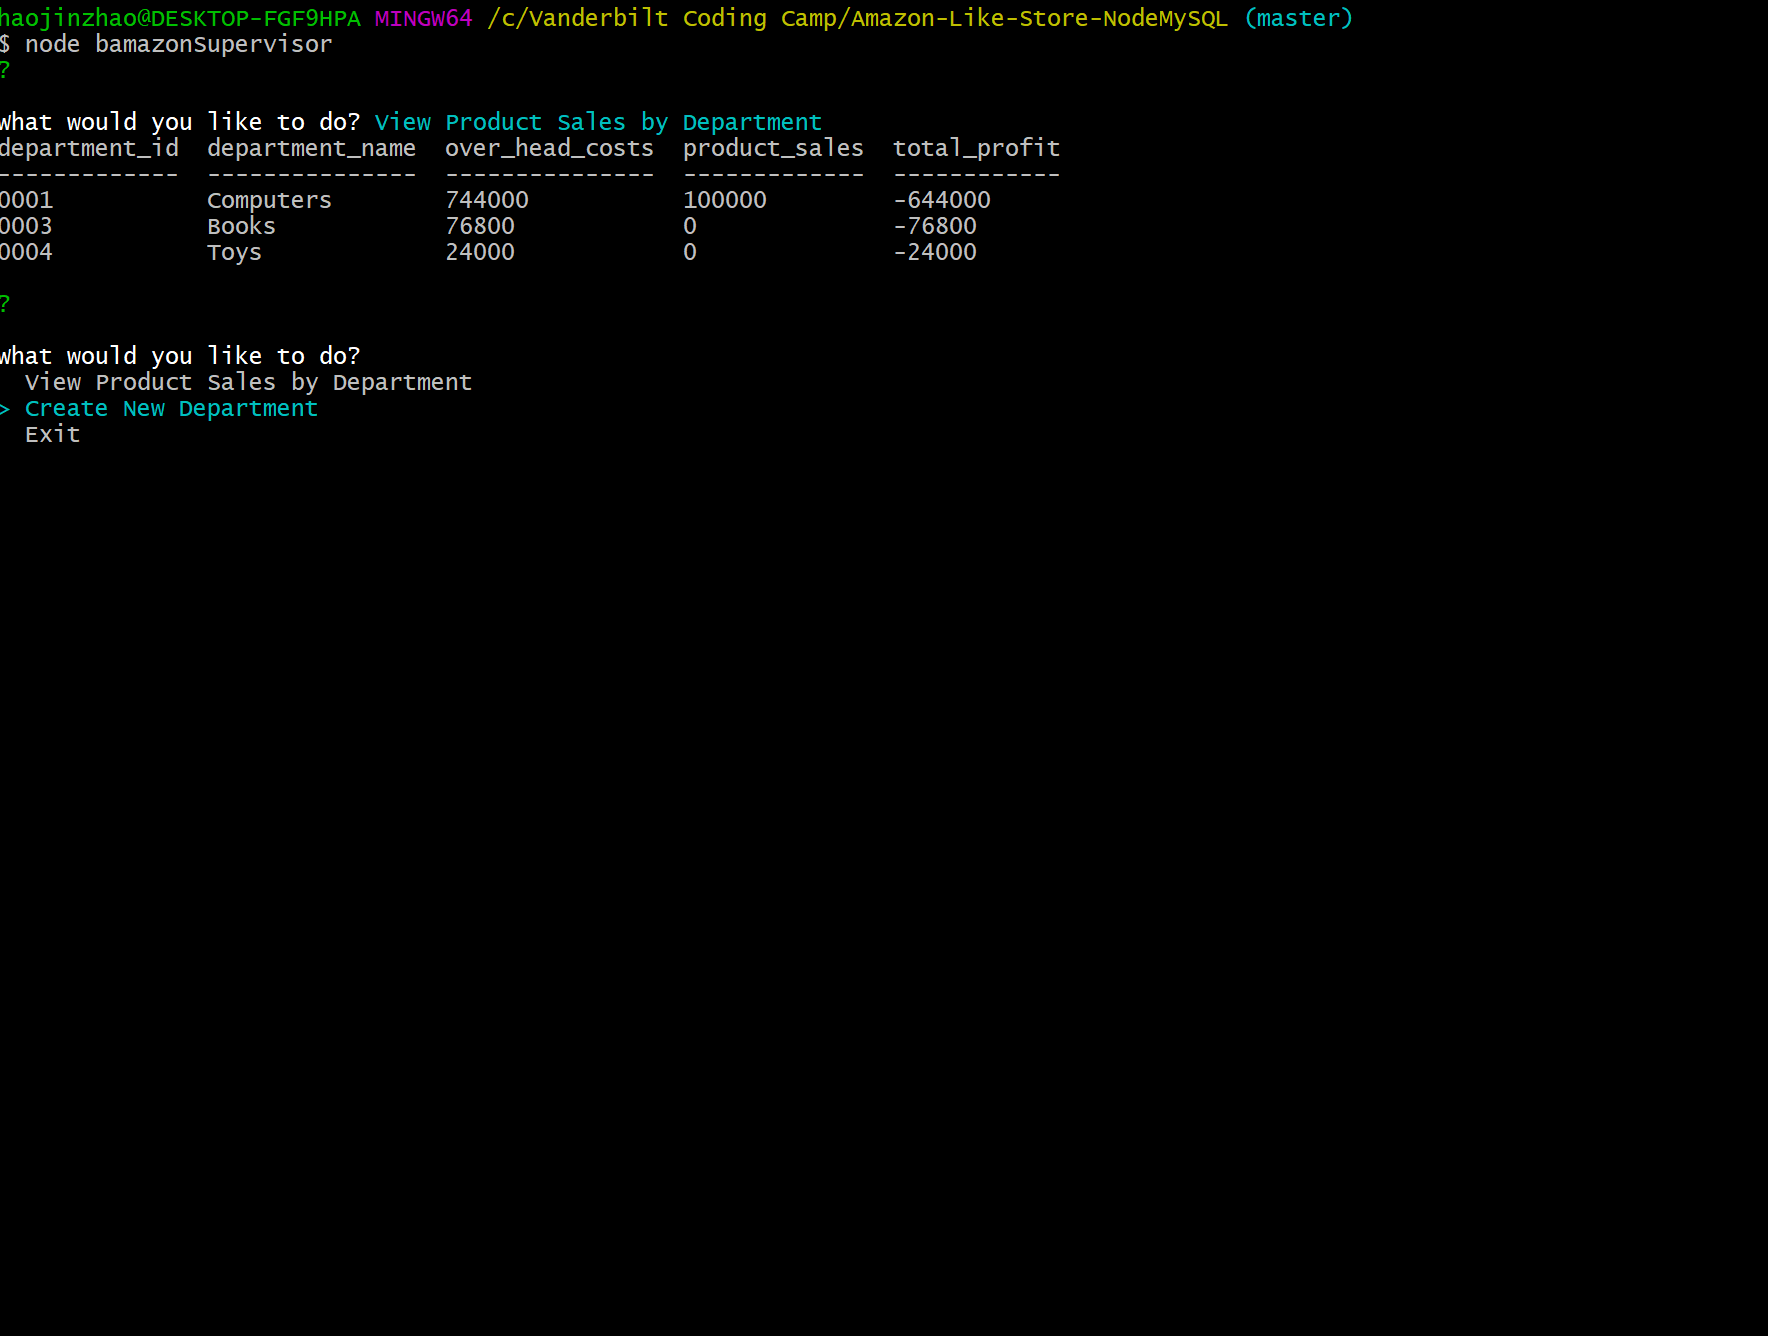 haojinzhao@DESKTOP-FGF9HPA MINGW64 /c/Vanderbilt Coding Camp/Amazon-Like-Store-NodeMySQL (master)
$ node bamazonSupervisor
?
What would you like to do? View Product Sales by Department
department_id  department_name  over_head_costs  product_sales  total_profit
-------------  ---------------  ---------------  -------------  ------------
0001           Computers        744000           100000         -644000
0003           Books            76800            0              -76800
0004           Toys             24000            0              -24000
?
What would you like to do?
  View Product Sales by Department
> Create New Department
  Exit